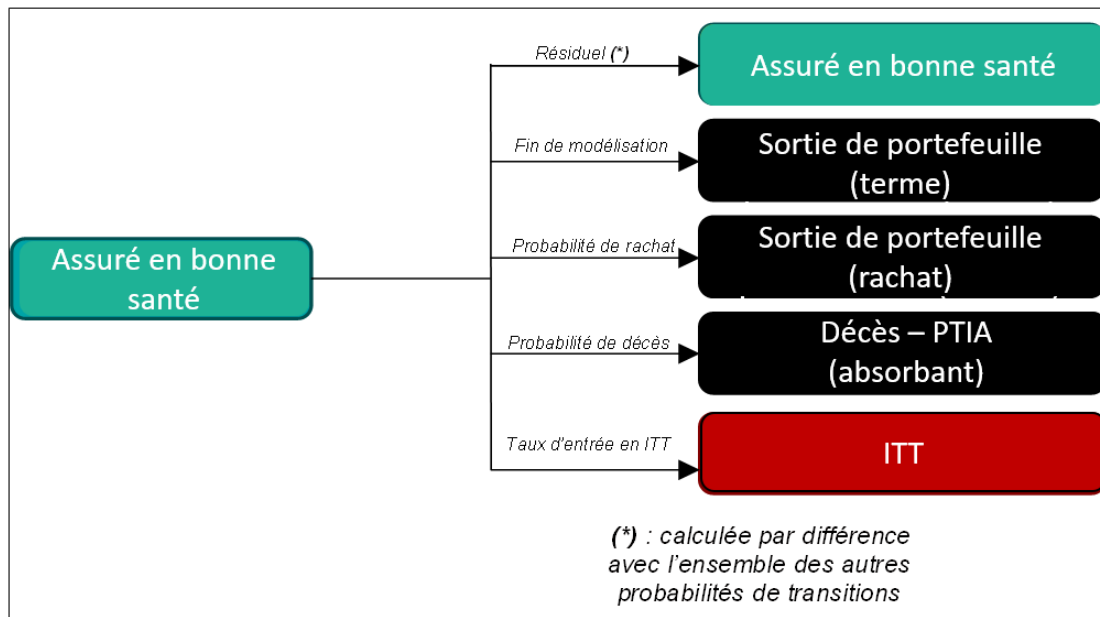 Résiduel (*)
Assuré en bonne santé
Fin de modélisation
Sortie de portefeuille
(terme)
Probabilité de rachat
Sortie de portefeuille
(rachat)
Assuré en bonne
santé
Probabilité de décès
Décès – PTIA
(absorbant)
Taux d'entrée en ITT
ITT
(*) : calculée par différence
avec l’ensemble des autres
probabilités de transitions